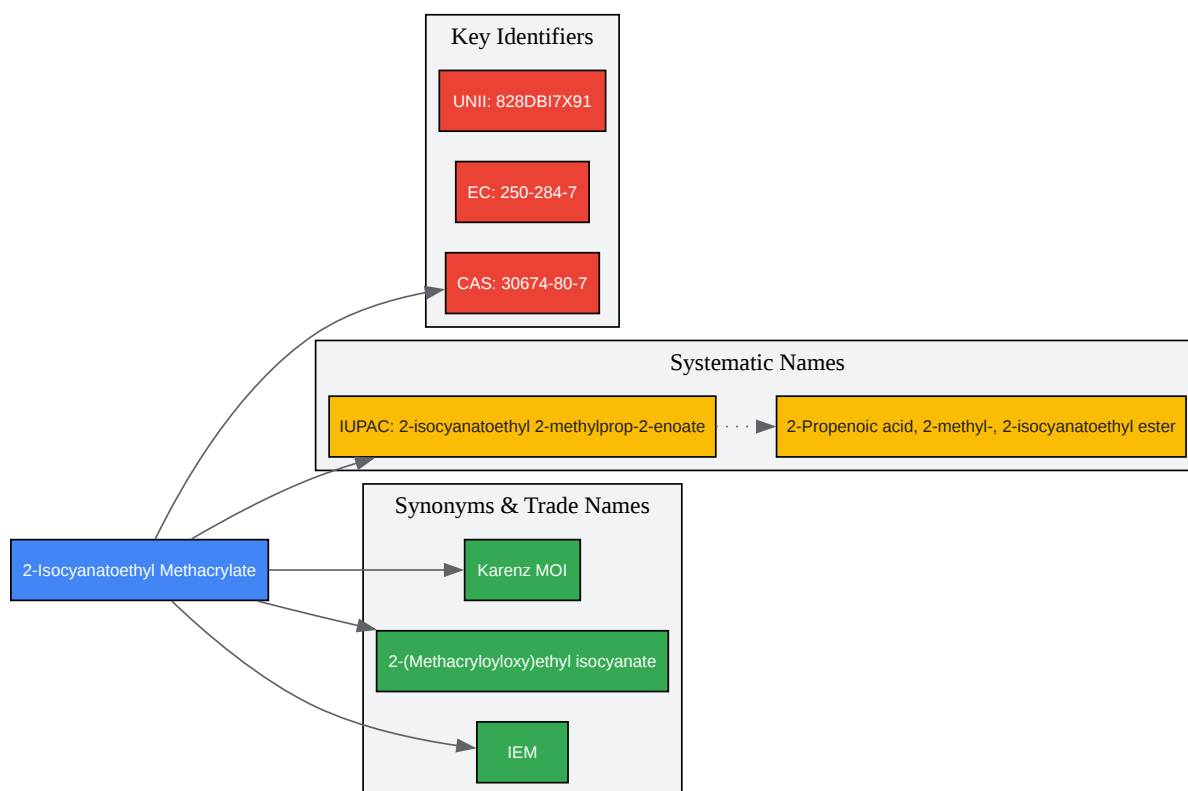 Key Identifiers
UNII: 828DBI7X91
EC: 250-284-7
CAS: 30674-80-7
Systematic Names
IUPAC: 2-isocyanatoethyl 2-methylprop-2-enoate
2-Propenoic acid, 2-methyl-, 2-isocyanatoethyl ester
Synonyms & Trade Names
2-Isocyanatoethyl Methacrylate
Karenz MOI
2-(Methacryloyloxy)ethyl isocyanate
IEM